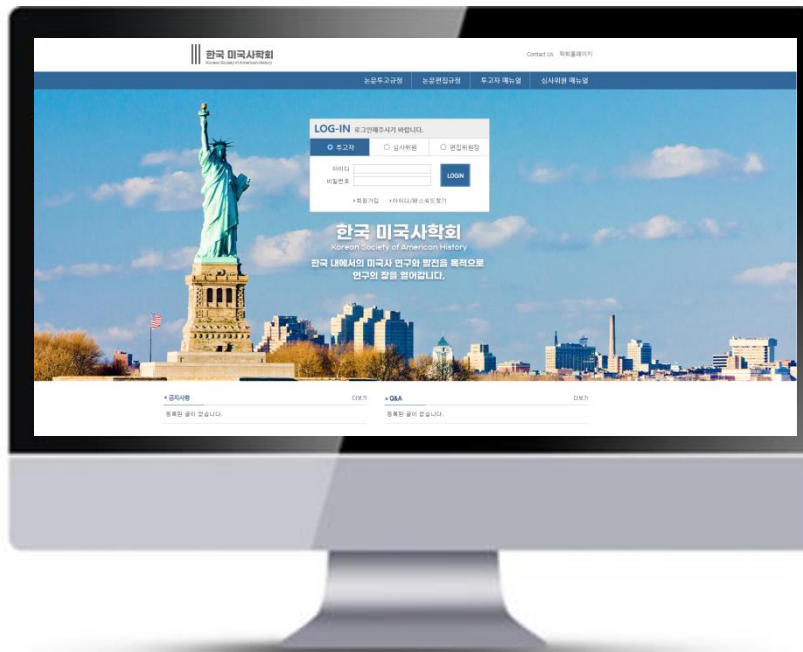 한국 미국사학회
Korean Society of American History
Contact Us 학회홈페이지
논문투고규정 논문편집규정 투고자 매뉴얼 심사위원 매뉴얼
LOG-IN 로그인해주시기 바랍니다.
투고자 심사위원 편집위원장
아이디
비밀번호
LOGIN
회원가입 아이디/패스워드찾기
한국 미국사학회
Korean Society of American History
한국 내에서의 미국사 연구와 발전을 목적으로
연구의 장을 열어갑니다.
공지사항 더보기 Q&A 더보기
등록된 글이 없습니다. 등록된 글이 없습니다.